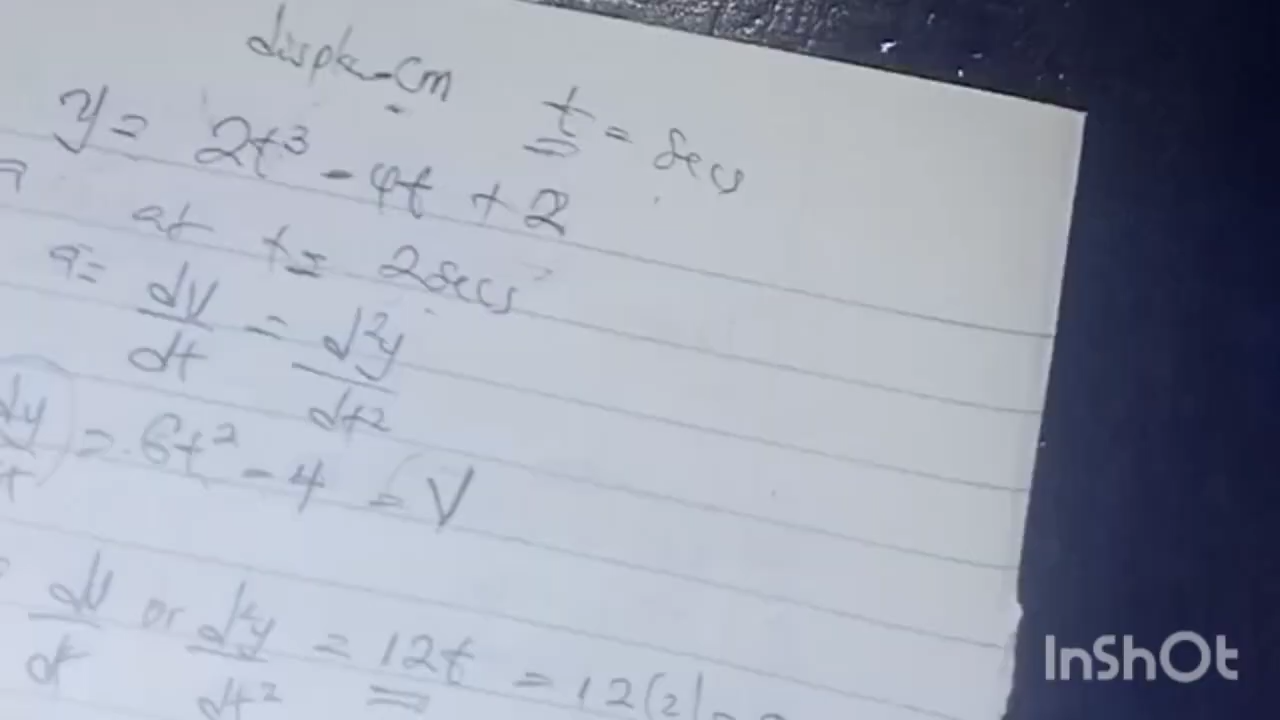 displ-cm t = secs
y = 2t³ - 4t + 2
at t = 2secs
a = dv/dt = d²y/dt²
dy/dt = 6t² - 4 = V
dv/dt or d²y/dt² = 12t = 12(2) =
InShOt